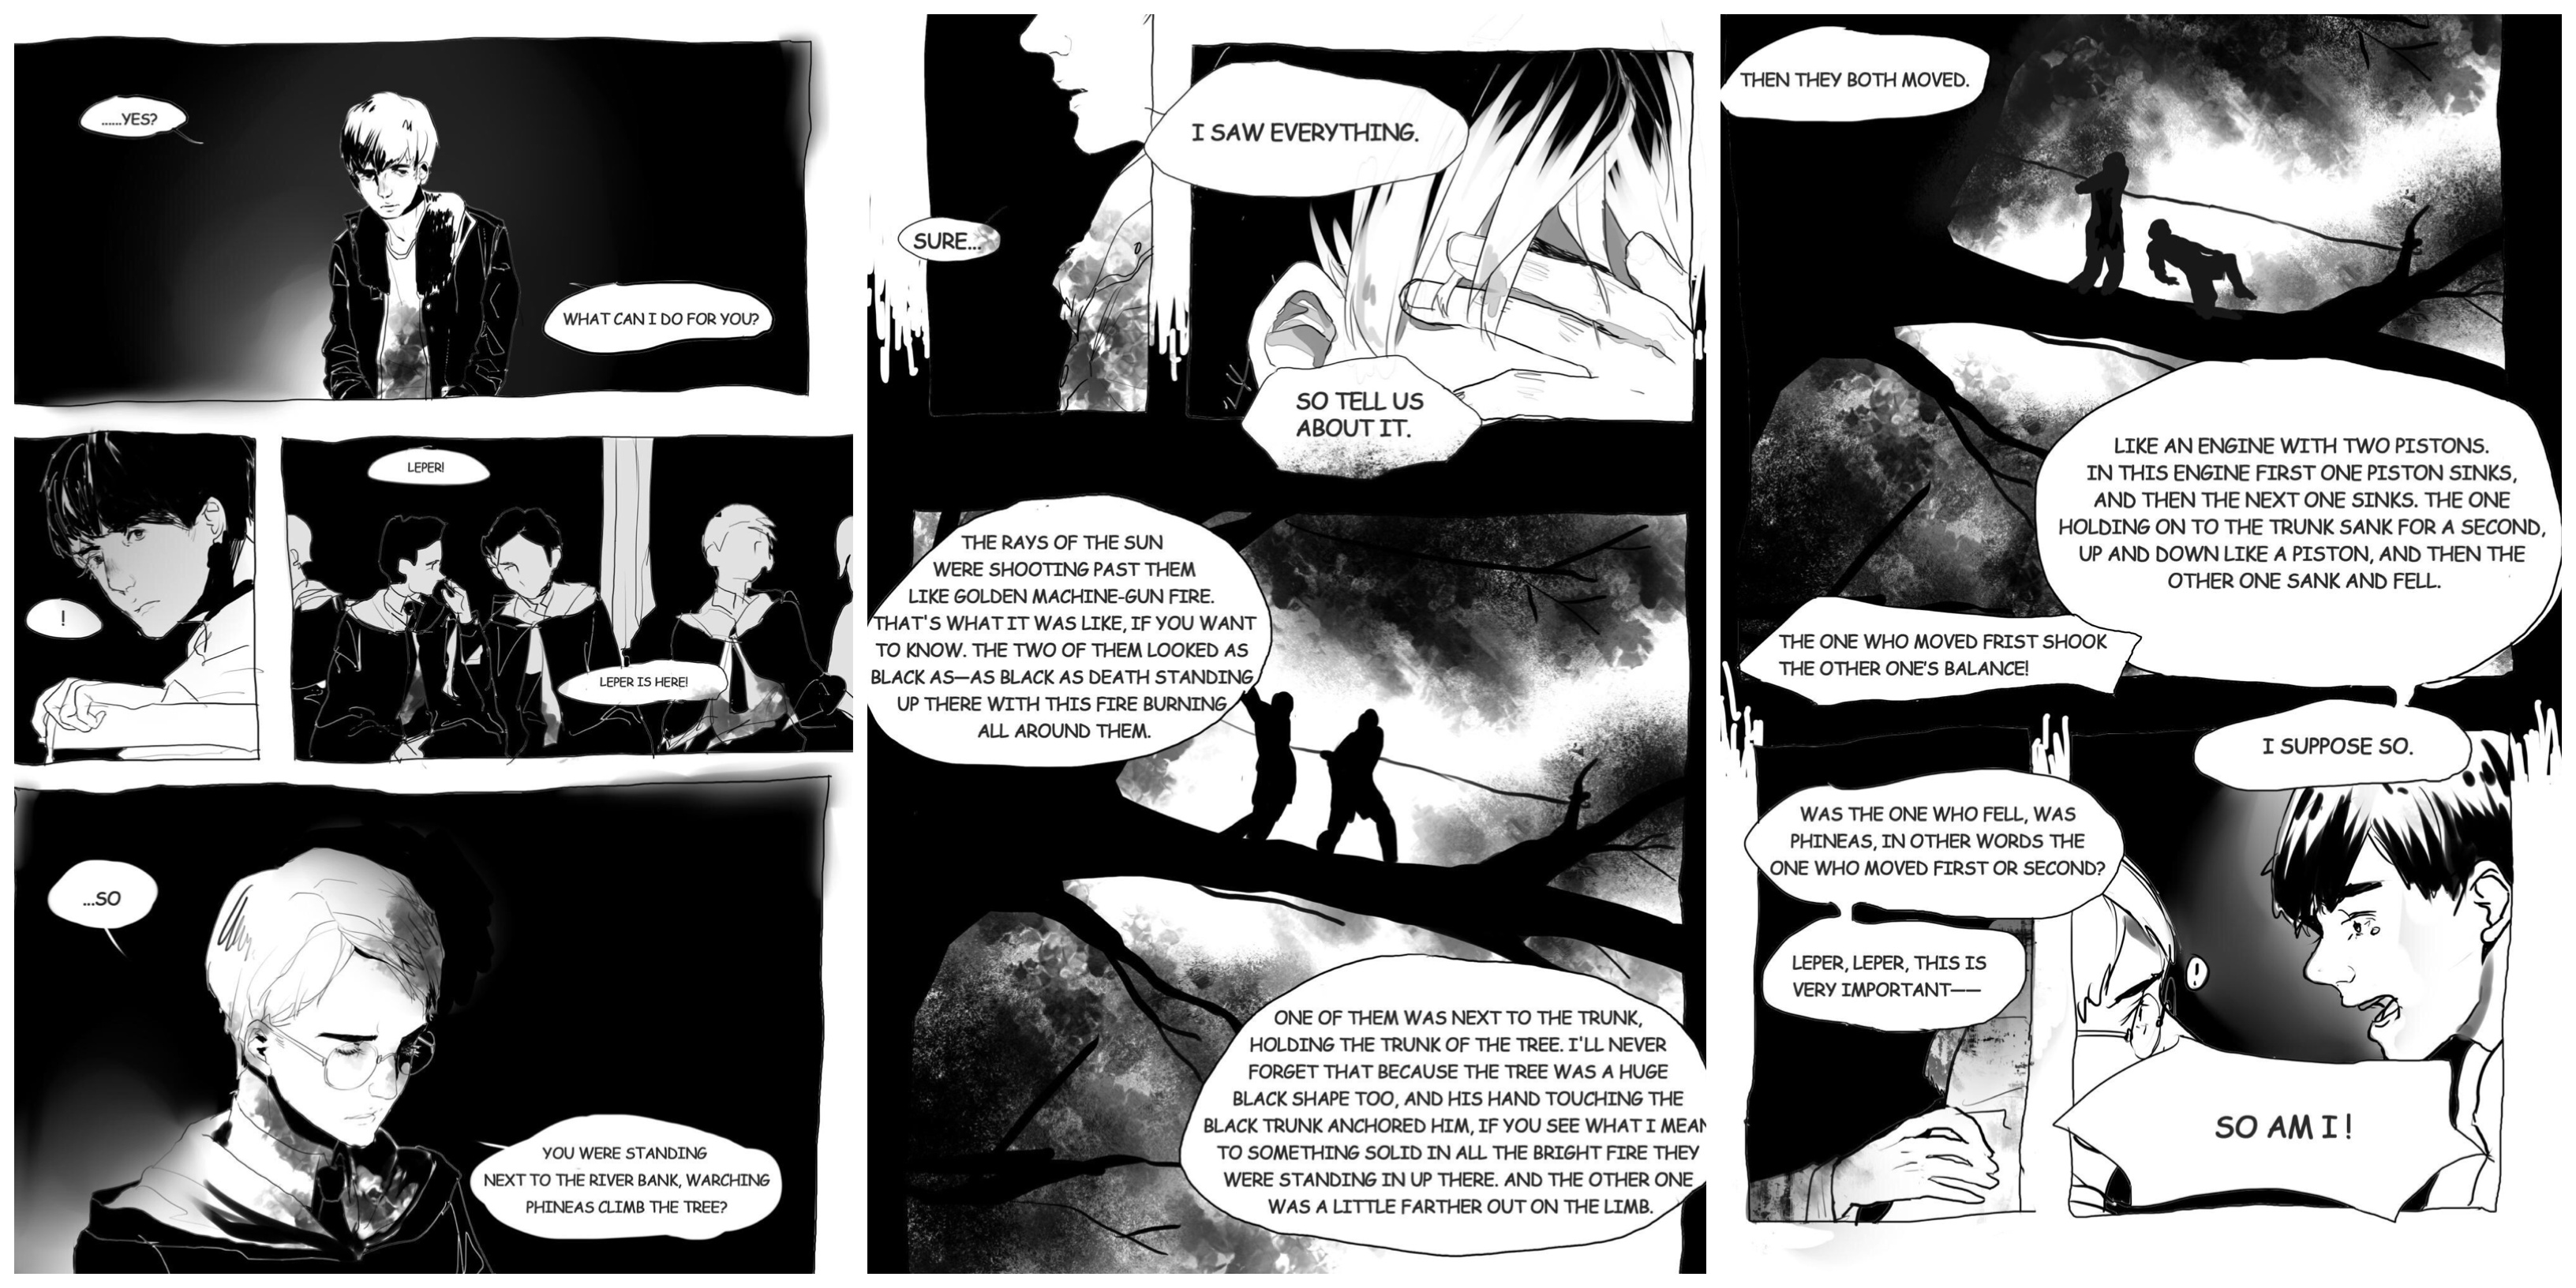 ......YES?
WHAT CAN I DO FOR YOU?
!
LEPER!
LEPER IS HERE!
...SO
YOU WERE STANDING
NEXT TO THE RIVER BANK, WARCHING
PHINEAS CLIMB THE TREE?
SURE...
I SAW EVERYTHING.
SO TELL US
ABOUT IT.
THE RAYS OF THE SUN
WERE SHOOTING PAST THEM
LIKE GOLDEN MACHINE-GUN FIRE.
THAT'S WHAT IT WAS LIKE, IF YOU WANT
TO KNOW. THE TWO OF THEM LOOKED AS
BLACK AS—AS BLACK AS DEATH STANDING
UP THERE WITH THIS FIRE BURNING
ALL AROUND THEM.
ONE OF THEM WAS NEXT TO THE TRUNK,
HOLDING THE TRUNK OF THE TREE. I'LL NEVER
FORGET THAT BECAUSE THE TREE WAS A HUGE
BLACK SHAPE TOO, AND HIS HAND TOUCHING THE
BLACK TRUNK ANCHORED HIM, IF YOU SEE WHAT I MEAN
TO SOMETHING SOLID IN ALL THE BRIGHT FIRE THEY
WERE STANDING IN UP THERE. AND THE OTHER ONE
WAS A LITTLE FARTHER OUT ON THE LIMB.
THEN THEY BOTH MOVED.
LIKE AN ENGINE WITH TWO PISTONS.
IN THIS ENGINE FIRST ONE PISTON SINKS,
AND THEN THE NEXT ONE SINKS. THE ONE
HOLDING ON TO THE TRUNK SANK FOR A SECOND,
UP AND DOWN LIKE A PISTON, AND THEN THE
OTHER ONE SANK AND FELL.
THE ONE WHO MOVED FRIST SHOOK
THE OTHER ONE'S BALANCE!
I SUPPOSE SO.
WAS THE ONE WHO FELL, WAS
PHINEAS, IN OTHER WORDS THE
ONE WHO MOVED FIRST OR SECOND?
LEPER, LEPER, THIS IS
VERY IMPORTANT——
!
SO AM I!